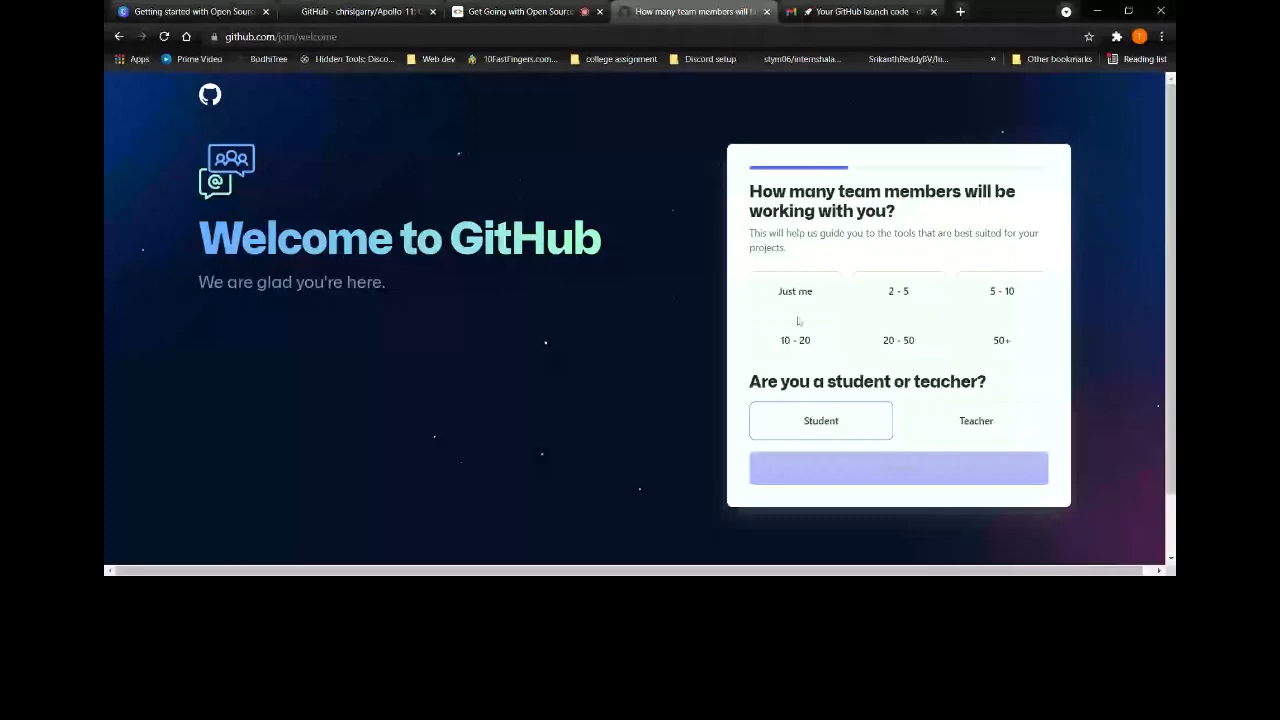 Getting started with Open Sourc
GitHub - chrislgarry/Apollo-11:
Get Going with Open Sourc
How many team members will
Your GitHub launch code - d
github.com/join/welcome
Apps
Prime Video
BodhiTree
Hidden Tools: Disco...
Web dev
10FastFingers.com...
college assignment
Discord setup
stym06/internshala...
SrikanthReddyBV/In...
»
Other bookmarks
Reading list
Welcome to GitHub
We are glad you're here.
How many team members will be
working with you?
This will help us guide you to the tools that are best suited for your
projects.
Just me
2 - 5
5 - 10
10 - 20
20 - 50
50+
Are you a student or teacher?
Student
Teacher